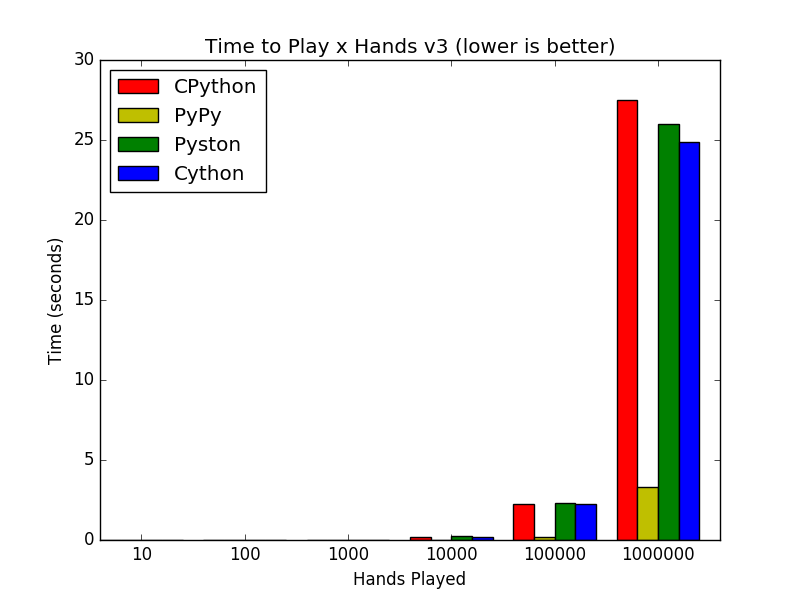 Time to Play x Hands v3 (lower is better)
30
CPython
PyPy
Pyston
Cython
25
20
15
10
5
0
Time (seconds)
10 100 1000 10000 100000 1000000
Hands Played